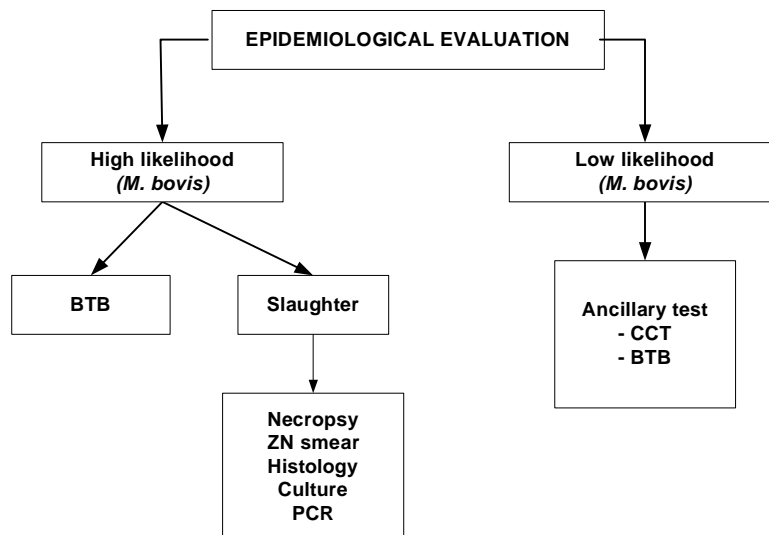 EPIDEMIOLOGICAL EVALUATION
High likelihood
(M. bovis)
Low likelihood
(M. bovis)
BTB
Slaughter
Ancillary test
- CCT
- BTB
Necropsy
ZN smear
Histology
Culture
PCR